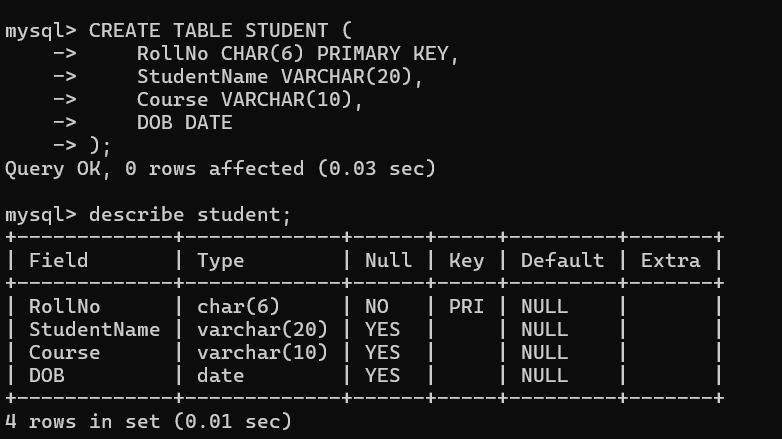 mysql> CREATE TABLE STUDENT (
    ->     RollNo CHAR(6) PRIMARY KEY,
    ->     StudentName VARCHAR(20),
    ->     Course VARCHAR(10),
    ->     DOB DATE
    -> );
Query OK, 0 rows affected (0.03 sec)

mysql> describe student;
+-------------+-------------+------+-----+---------+-------+
| Field       | Type        | Null | Key | Default | Extra |
+-------------+-------------+------+-----+---------+-------+
| RollNo      | char(6)     | NO   | PRI | NULL    |       |
| StudentName | varchar(20) | YES  |     | NULL    |       |
| Course      | varchar(10) | YES  |     | NULL    |       |
| DOB         | date        | YES  |     | NULL    |       |
+-------------+-------------+------+-----+---------+-------+
4 rows in set (0.01 sec)